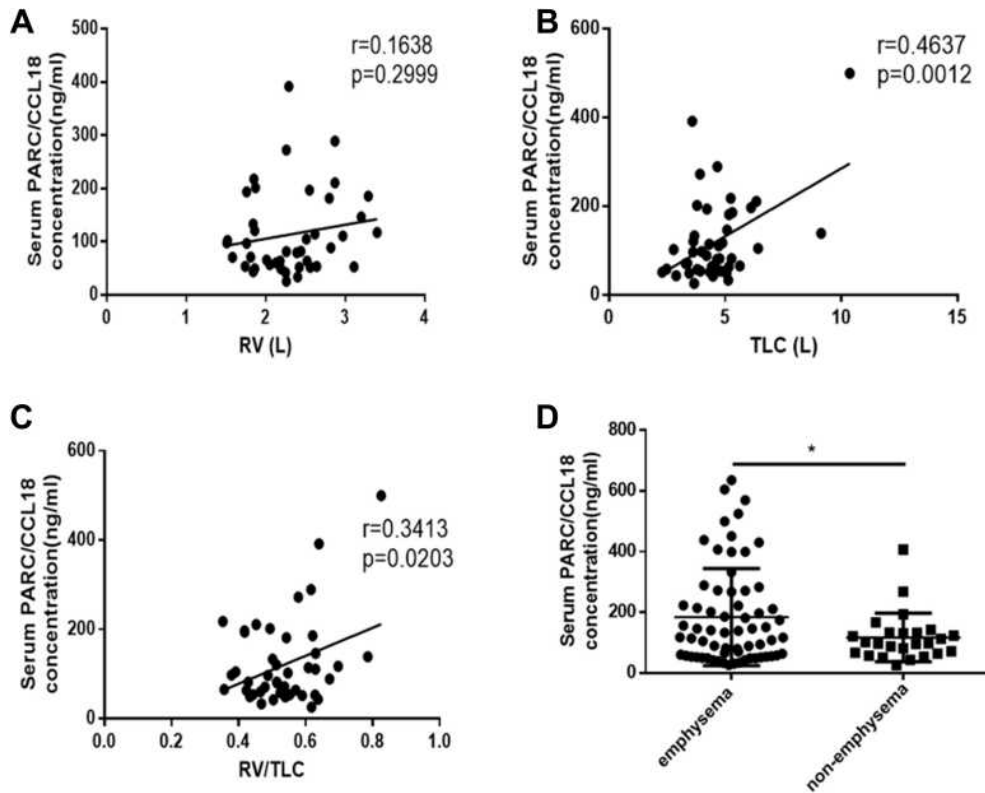 A
Serum PARC/CCL18
concentration(ng/ml)
500
400
300
200
100
0
0
1
2
3
4
RV (L)
r=0.1638
p=0.2999
B
Serum PARC/CCL18
concentration(ng/ml)
600
400
200
0
0
5
10
15
TLC (L)
r=0.4637
p=0.0012
C
Serum PARC/CCL18
concentration(ng/ml)
600
400
200
0
0.0
0.2
0.4
0.6
0.8
1.0
RV/TLC
r=0.3413
p=0.0203
D
Serum PARC/CCL18
concentration(ng/ml)
800
600
400
200
0
*
emphysema
non-emphysema